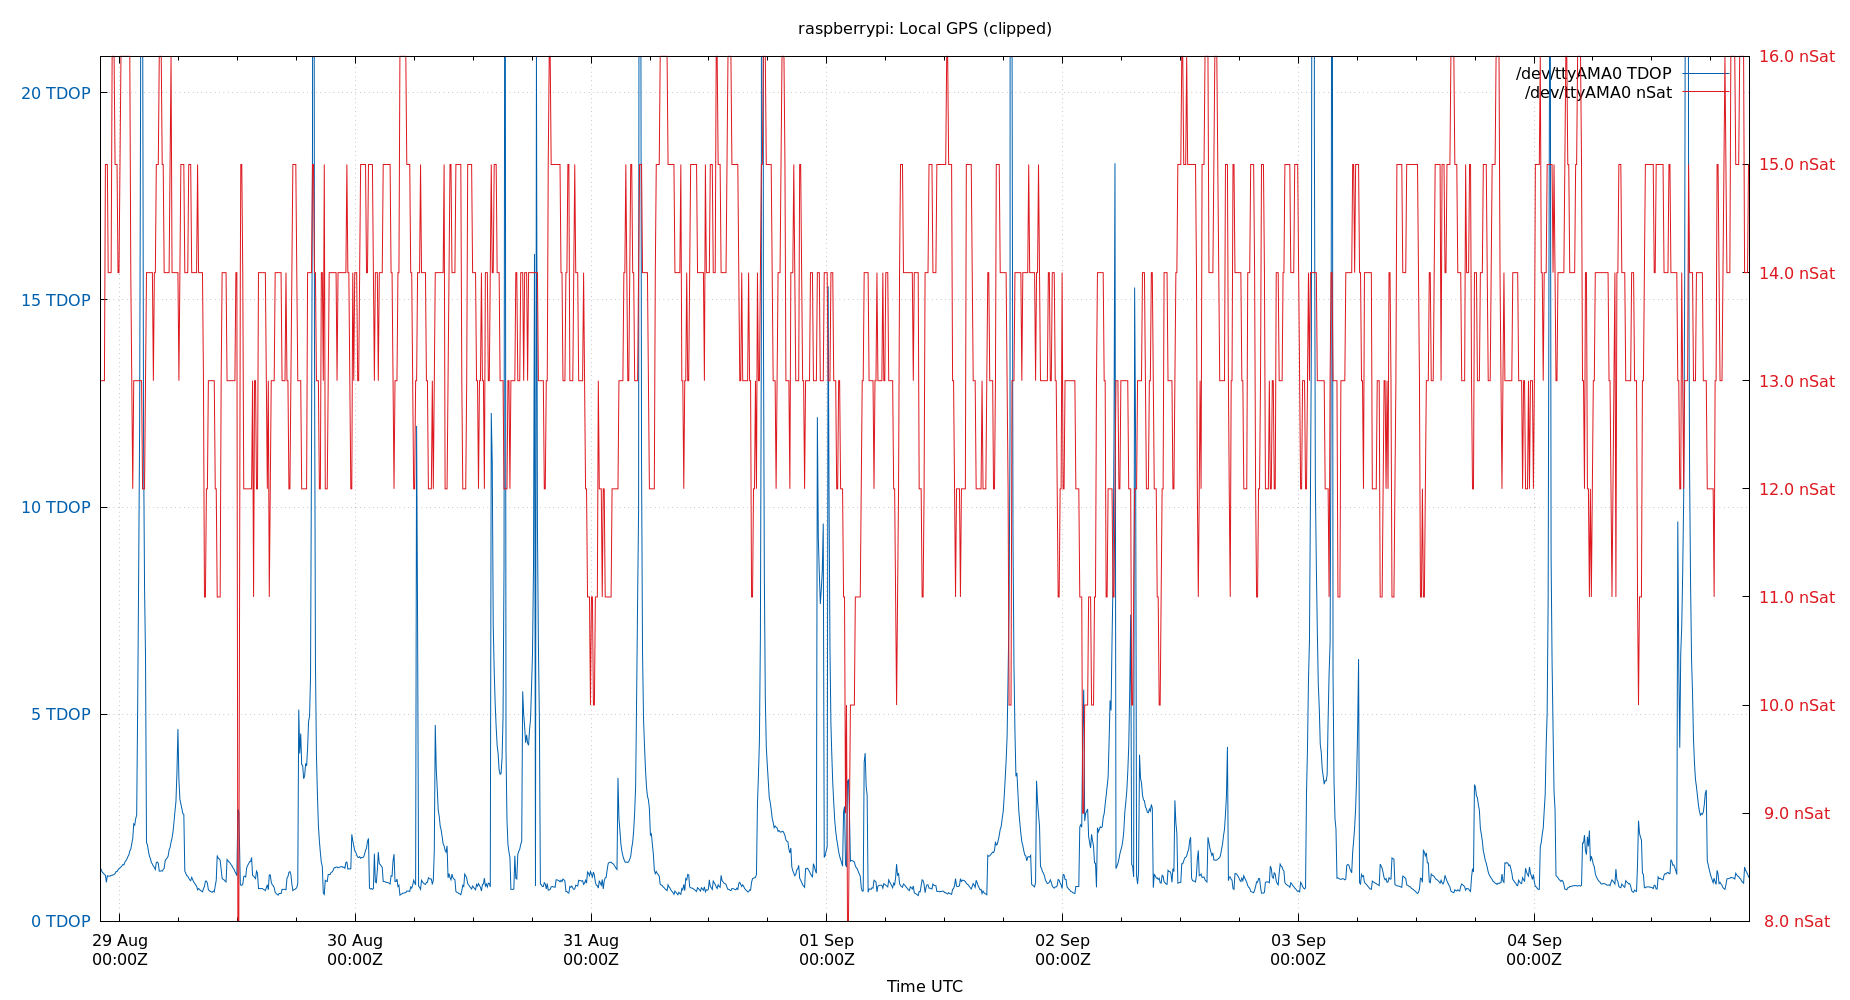 raspberrypi: Local GPS (clipped)
/dev/ttyAMA0 TDOP
/dev/ttyAMA0 nSat
20 TDOP
15 TDOP
10 TDOP
5 TDOP
0 TDOP
16.0 nSat
15.0 nSat
14.0 nSat
13.0 nSat
12.0 nSat
11.0 nSat
10.0 nSat
9.0 nSat
8.0 nSat
29 Aug 30 Aug 31 Aug 01 Sep 02 Sep 03 Sep 04 Sep
00:00Z 00:00Z 00:00Z 00:00Z 00:00Z 00:00Z 00:00Z
Time UTC